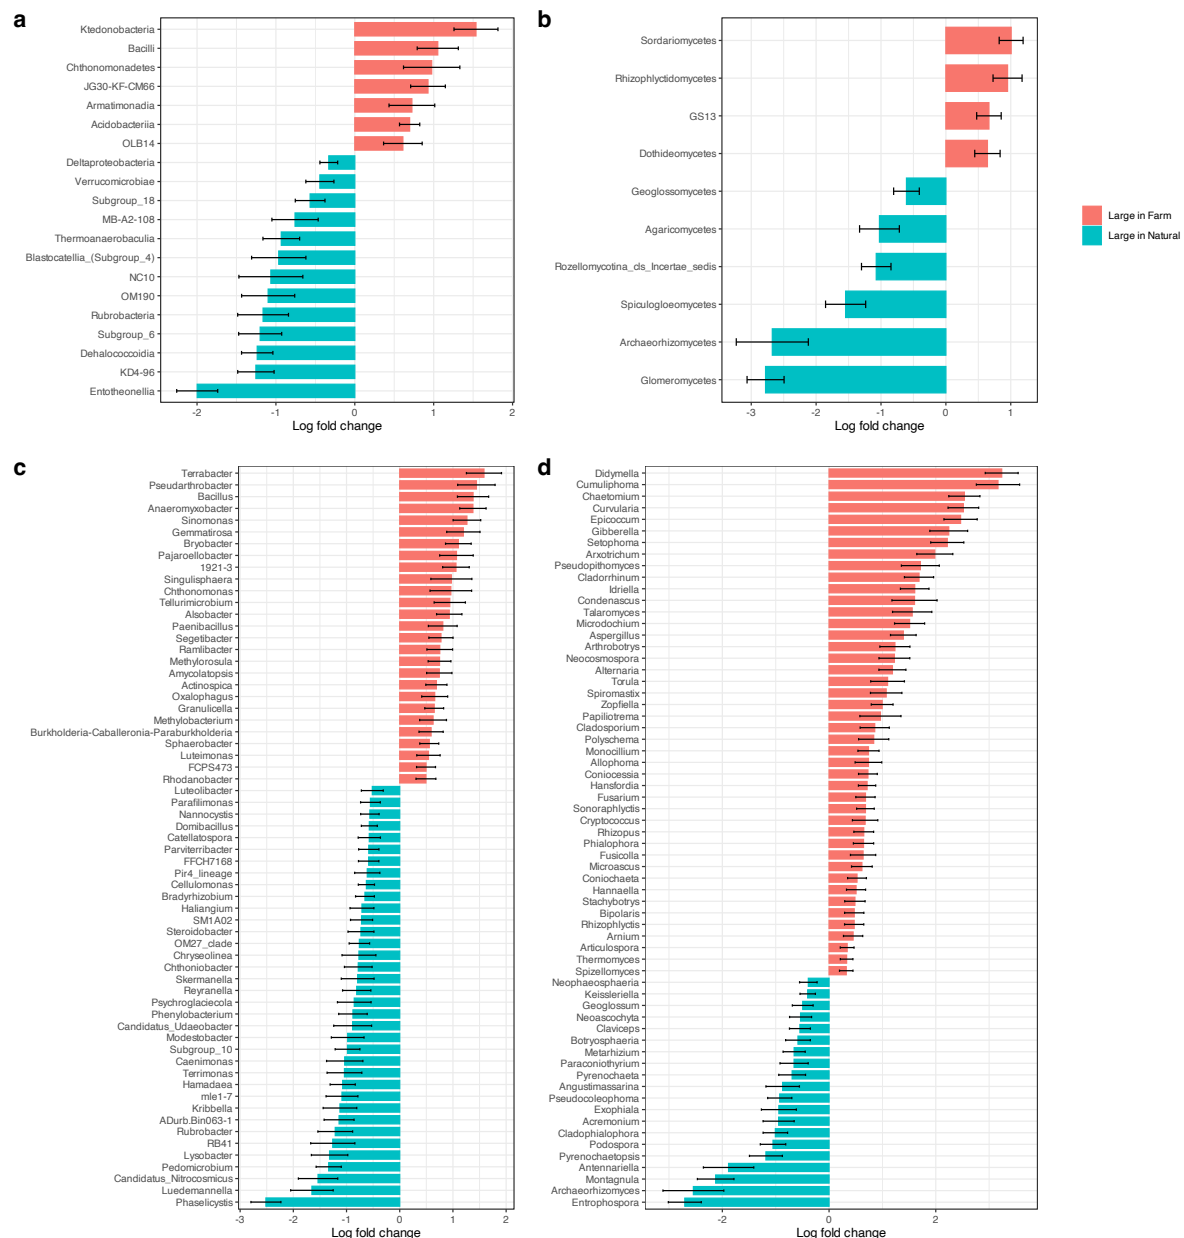 a
Ktedonobacteria
Bacilli
Chthonomonadetes
JG30-KF-CM66
Armatimonadia
Acidobacteriia
OLB14
Deltaproteobacteria
Verrucomicrobiae
Subgroup_18
MB-A2-108
Thermoanaerobaculia
Blastocatellia_(Subgroup_4)
NC10
OM190
Rubrobacteria
Subgroup_6
Dehalococcoidia
KD4-96
Entotheonellia
-2 -1 0 1 2
Log fold change
b
Sordariomycetes
Rhizophlyctidomycetes
GS13
Dothideomycetes
Geoglossomycetes
Agaricomycetes
Rozellomycotina_cls_Incertae_sedis
Spiculogloeomycetes
Archaeorhizomycetes
Glomeromycetes
-3 -2 -1 0 1
Log fold change
Large in Farm
Large in Natural
c
Terrabacter
Pseudarthrobacter
Bacillus
Anaeromyxobacter
Sinomonas
Gemmatirosa
Bryobacter
Pajaroellobacter
1921-3
Singulisphaera
Chthonomonas
Tellurimicrobium
Alsobacter
Paenibacillus
Segetibacter
Ramlibacter
Methylorosula
Amycolatopsis
Actinospica
Oxalophagus
Granulicella
Methylobacterium
Burkholderia-Caballeronia-Paraburkholderia
Sphaerobacter
Luteimonas
FCPS473
Rhodanobacter
Luteolibacter
Parafilimonas
Nannocystis
Domibacillus
Catellatospora
Parviterribacter
FFCH7168
Pir4_lineage
Cellulomonas
Bradyrhizobium
Haliangium
SM1A02
Steroidobacter
OM27_clade
Chryseolinea
Chthoniobacter
Skermanella
Reyranella
Psychroglaciecola
Phenylobacterium
Candidatus_Udaeobacter
Modestobacter
Subgroup_10
Caenimonas
Terrimonas
Hamadaea
mle1-7
Kribbella
ADurb.Bin063-1
Rubrobacter
RB41
Lysobacter
Pedomicrobium
Candidatus_Nitrocosmicus
Luedemannella
Phaselicystis
-3 -2 -1 0 1 2
Log fold change
d
Didymella
Cumuliphoma
Chaetomium
Curvularia
Epicoccum
Gibberella
Setophoma
Arxotrichum
Pseudopithomyces
Cladorrhinum
Idriella
Condenascus
Talaromyces
Microdochium
Aspergillus
Arthrobotrys
Neocosmospora
Alternaria
Torula
Spiromastix
Zopfiella
Papiliotrema
Cladosporium
Polyschema
Monocillium
Allophoma
Coniocessia
Hansfordia
Fusarium
Sonoraphlyctis
Cryptococcus
Rhizopus
Phialophora
Fusicolla
Microascus
Coniochaeta
Hannaella
Stachybotrys
Bipolaris
Rhizophlyctis
Arnium
Articulospora
Thermomyces
Spizellomyces
Neophaeosphaeria
Keissleriella
Geoglossum
Neoascochyta
Claviceps
Botryosphaeria
Metarhizium
Paraconiothyrium
Pyrenochaeta
Angustimassarina
Pseudocoleophoma
Exophiala
Acremonium
Cladophialophora
Podospora
Pyrenochaetopsis
Antennariella
Montagnula
Archaeorhizomyces
Entrophospora
-2 0 2
Log fold change